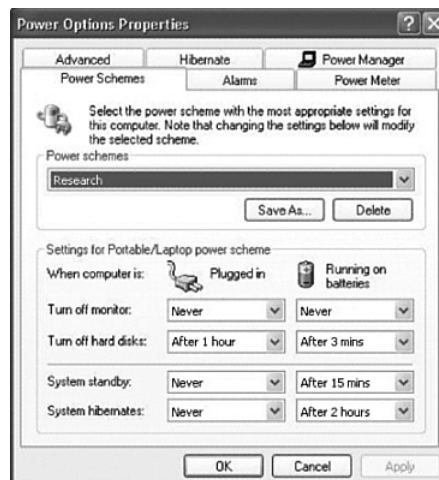 Power Options Properties
Advanced Hibernate Power Manager
Power Schemes Alarms Power Meter
Select the power scheme with the most appropriate settings for
this computer. Note that changing the settings below will modify
the selected scheme.
Power schemes
Research
Save As... Delete
Settings for Portable/Laptop power scheme
When computer is: Plugged in Running on
batteries
Turn off monitor: Never Never
Turn off hard disks: After 1 hour After 3 mins
System standby: Never After 15 mins
System hibernates: Never After 2 hours
OK Cancel Apply